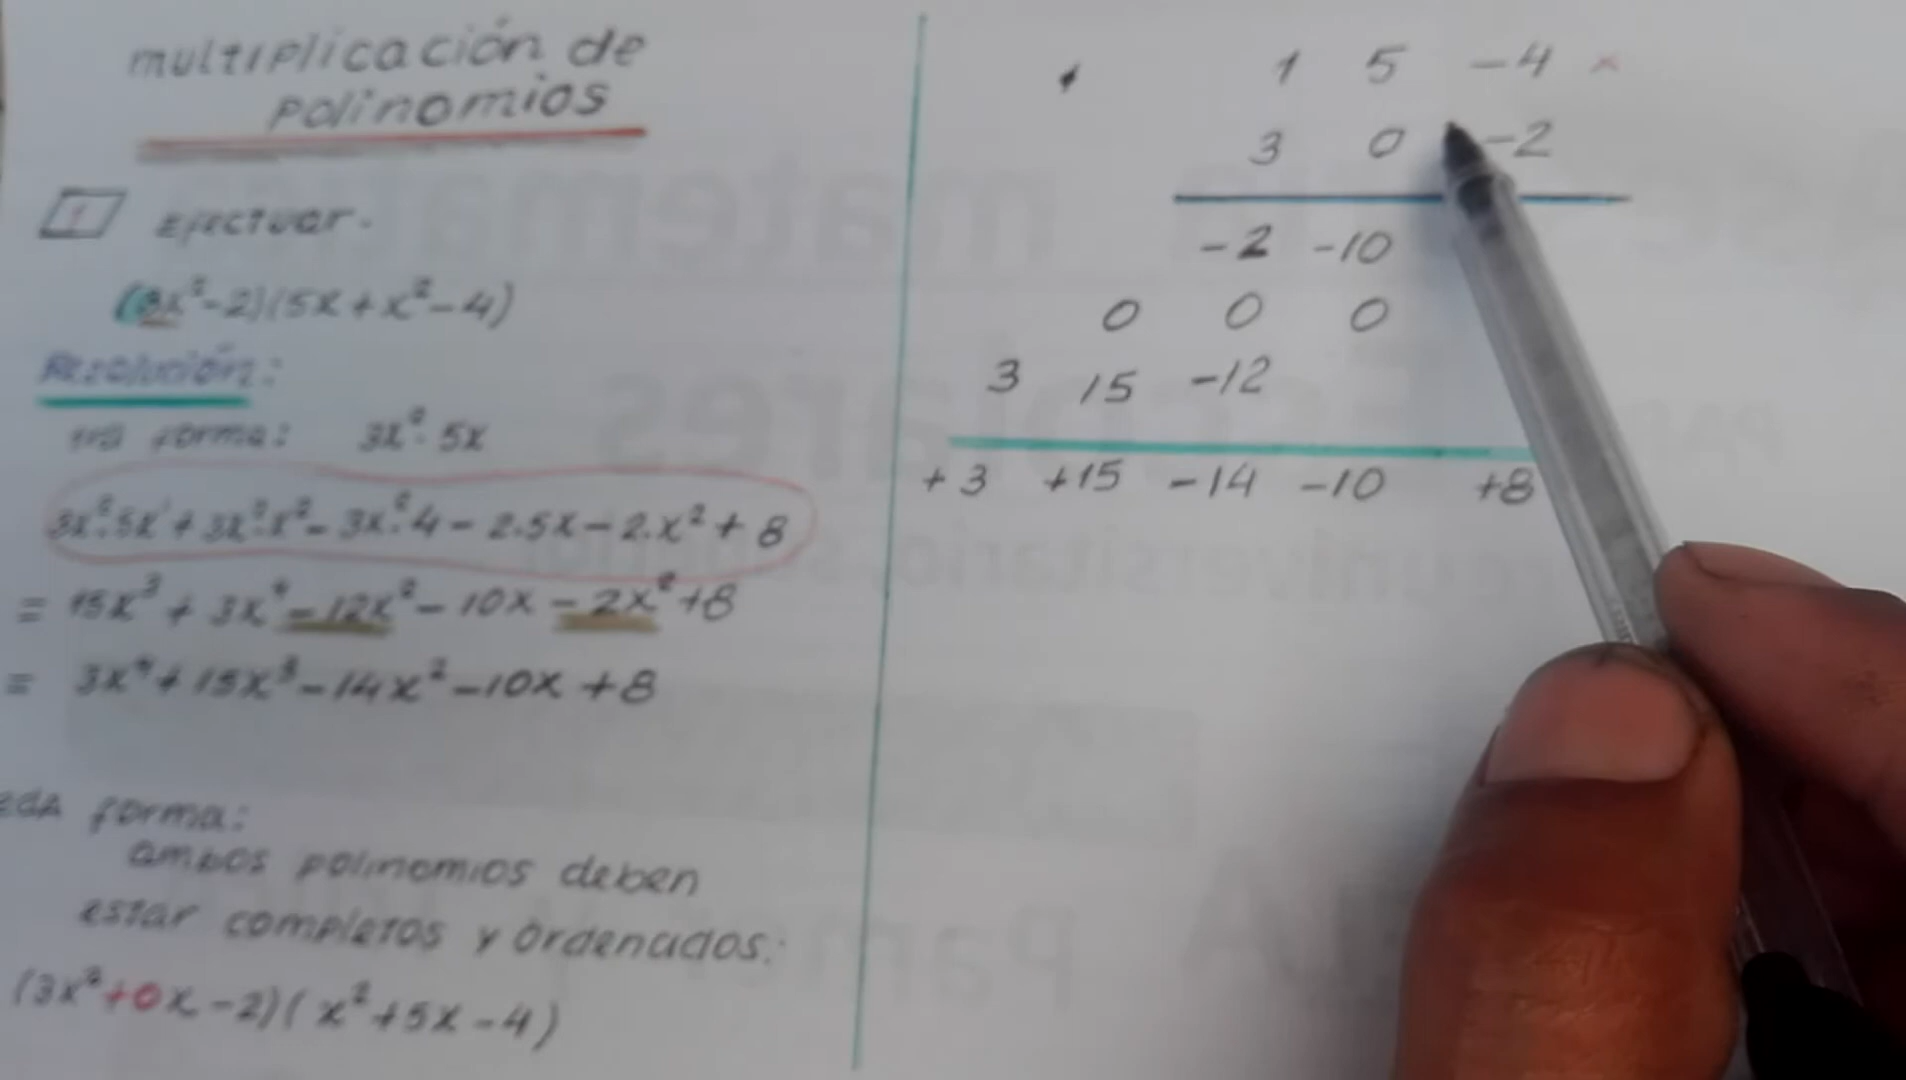 multiplicación de
polinomios
1 Efectuar.
(3x²-2)(5x+x²-4)
Resolución:
1ra forma: 3x²·5x
3x²·5x¹+3x²·x²-3x²·4-2.5x-2.x²+8
= 15x³+3x⁴-12x²-10x-2x²+8
= 3x⁴+15x³-14x²-10x+8
2da forma:
ambos polinomios deben
estar completos y ordenados:
(3x²+0x-2)(x²+5x-4)
1 5 -4 ×
3 0 -2
-2 -10
0 0 0
3 15 -12
+3 +15 -14 -10 +8